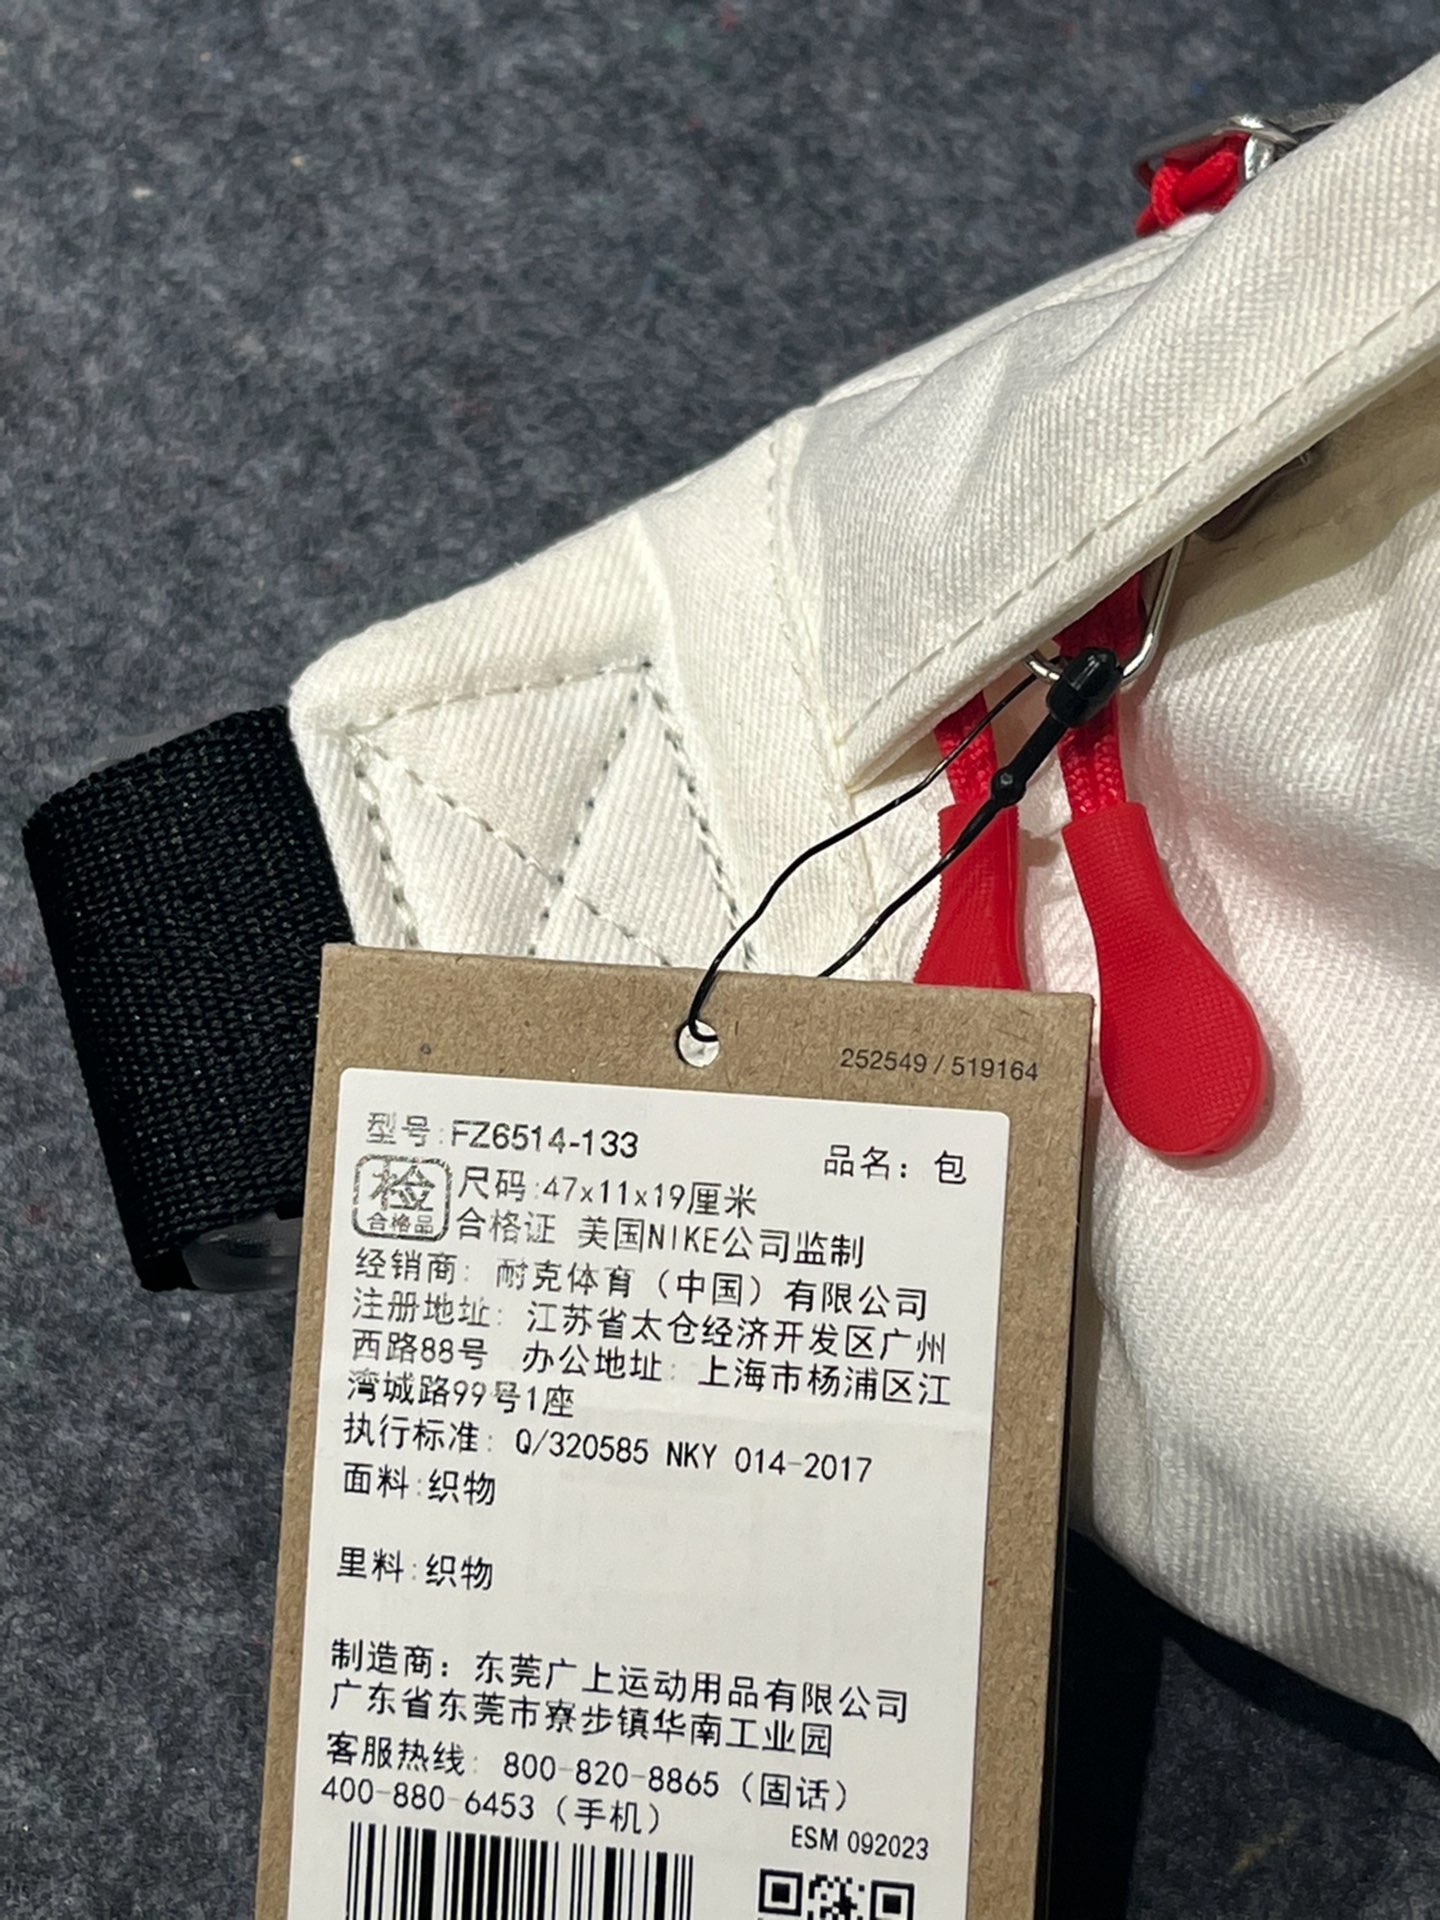 252549 / 519164
型号:FZ6514-133
品名：包
检
合格品
尺码:47x11x19厘米
合格证 美国NIKE公司监制
经销商：耐克体育（中国）有限公司
注册地址：江苏省太仓经济开发区广州
西路88号 办公地址：上海市杨浦区江
湾城路99号1座
执行标准：Q/320585 NKY 014-2017
面料:织物
里料:织物
制造商：东莞广上运动用品有限公司
广东省东莞市寮步镇华南工业园
客服热线：800-820-8865（固话）
400-880-6453（手机）
ESM 092023